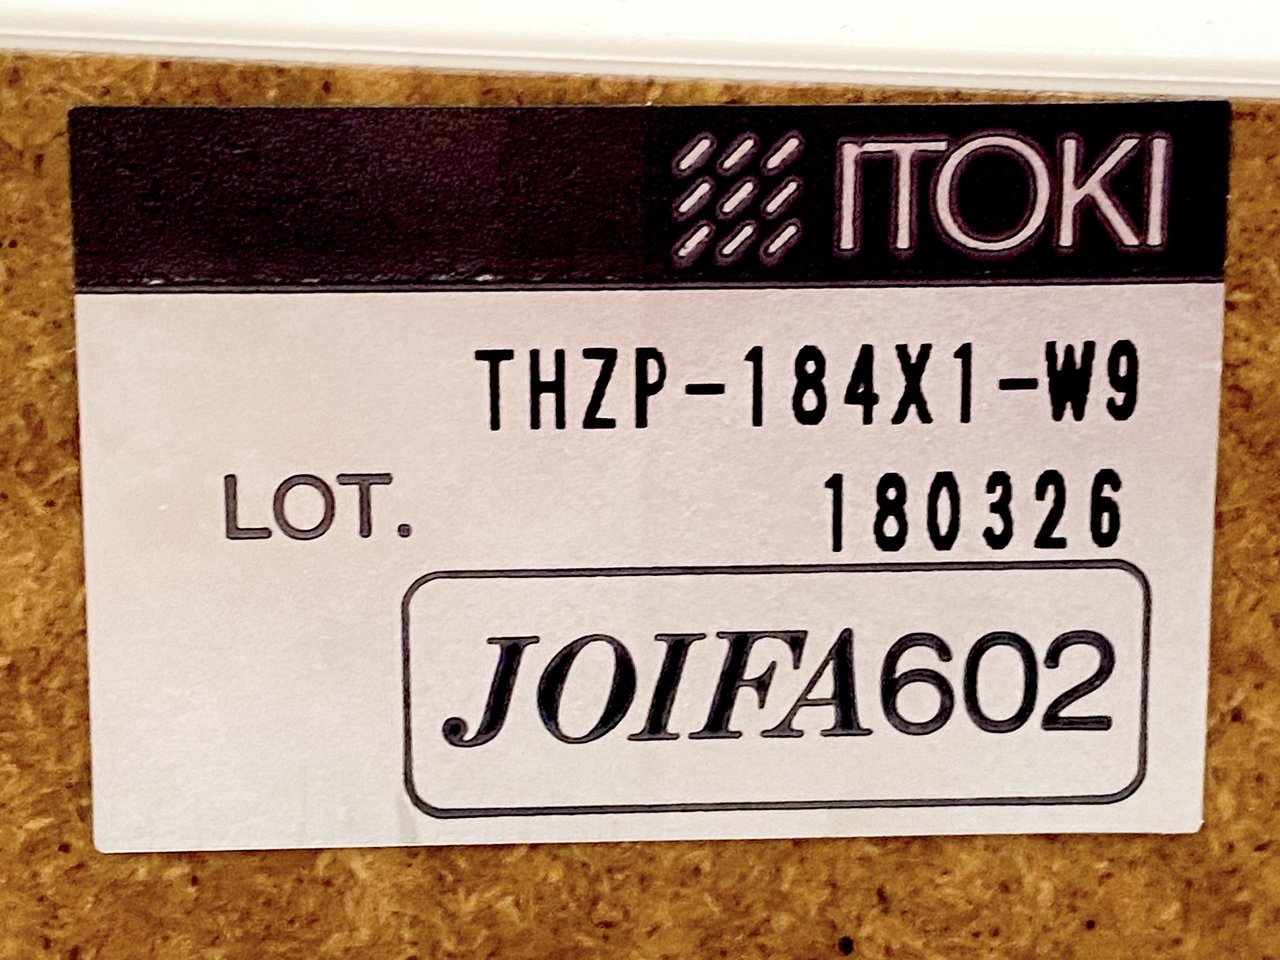 ITOKI
THZP-184X1-W9
LOT. 180326
JOIFA602